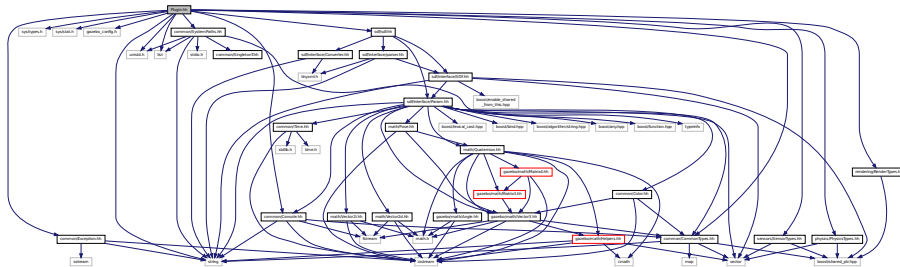 Plugin.hh
sys/types.h
sys/stat.h
gazebo_config.h
common/SystemPaths.hh
sdf/sdf.hh
unistd.h
list
stdio.h
common/SingletonT.hh
sdf/interface/Converter.hh
sdf/interface/parser.hh
tinyxml.h
sdf/interface/SDF.hh
sdf/interface/Param.hh
boost/enable_shared
_from_this.hpp
common/Time.hh
math/Pose.hh
boost/lexical_cast.hpp
boost/bind.hpp
boost/algorithm/string.hpp
boost/any.hpp
boost/function.hpp
typeinfo
stdlib.h
time.h
math/Quaternion.hh
gazebo/math/Matrix4.hh
rendering/RenderTypes.hh
gazebo/math/Matrix3.hh
common/Color.hh
common/Console.hh
math/Vector2i.hh
math/Vector2d.hh
gazebo/math/Angle.hh
gazebo/math/Vector3.hh
common/Exception.hh
fstream
math.h
gazebo/math/Helpers.hh
common/CommonTypes.hh
sensors/SensorTypes.hh
physics/PhysicsTypes.hh
sstream
string
iostream
cmath
map
vector
boost/shared_ptr.hpp